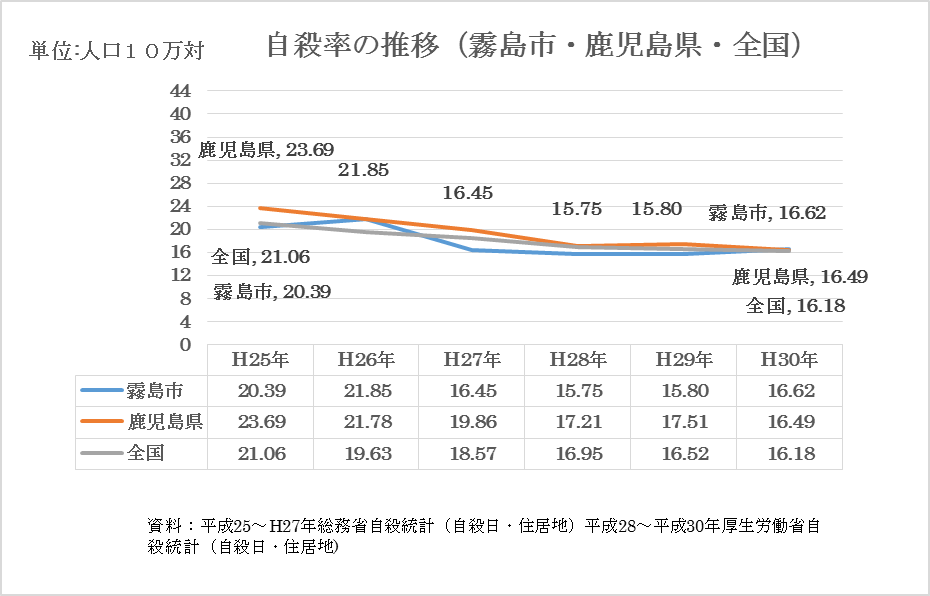 単位:人口１０万対
自殺率の推移（霧島市・鹿児島県・全国）
44
40
36
32
28
24
20
16
12
8
4
0
鹿児島県, 23.69
21.85
16.45
15.75
15.80
霧島市, 16.62
全国, 21.06
霧島市, 20.39
鹿児島県, 16.49
全国, 16.18
H25年 H26年 H27年 H28年 H29年 H30年
霧島市 20.39 21.85 16.45 15.75 15.80 16.62
鹿児島県 23.69 21.78 19.86 17.21 17.51 16.49
全国 21.06 19.63 18.57 16.95 16.52 16.18
資料：平成25～H27年総務省自殺統計（自殺日・住居地）平成28～平成30年厚生労働省自
殺統計（自殺日・住居地)